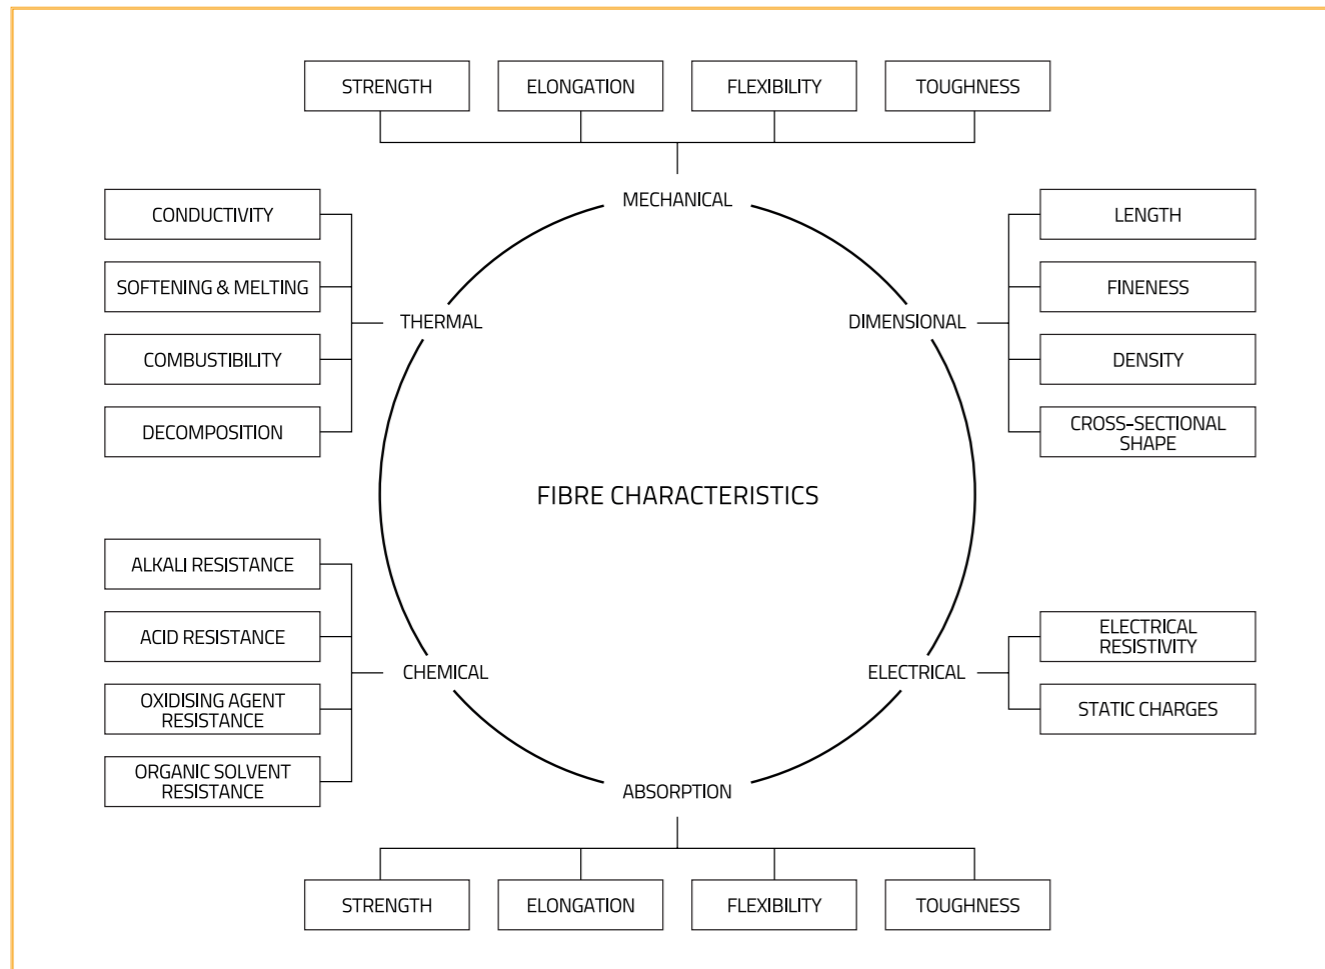 STRENGTH
ELONGATION
FLEXIBILITY
TOUGHNESS
MECHANICAL
CONDUCTIVITY
SOFTENING & MELTING
COMBUSTIBILITY
DECOMPOSITION
THERMAL
DIMENSIONAL
LENGTH
FINENESS
DENSITY
CROSS-SECTIONAL
SHAPE
FIBRE CHARACTERISTICS
ALKALI RESISTANCE
ACID RESISTANCE
OXIDISING AGENT
RESISTANCE
ORGANIC SOLVENT
RESISTANCE
CHEMICAL
ELECTRICAL
ELECTRICAL
RESISTIVITY
STATIC CHARGES
ABSORPTION
STRENGTH
ELONGATION
FLEXIBILITY
TOUGHNESS